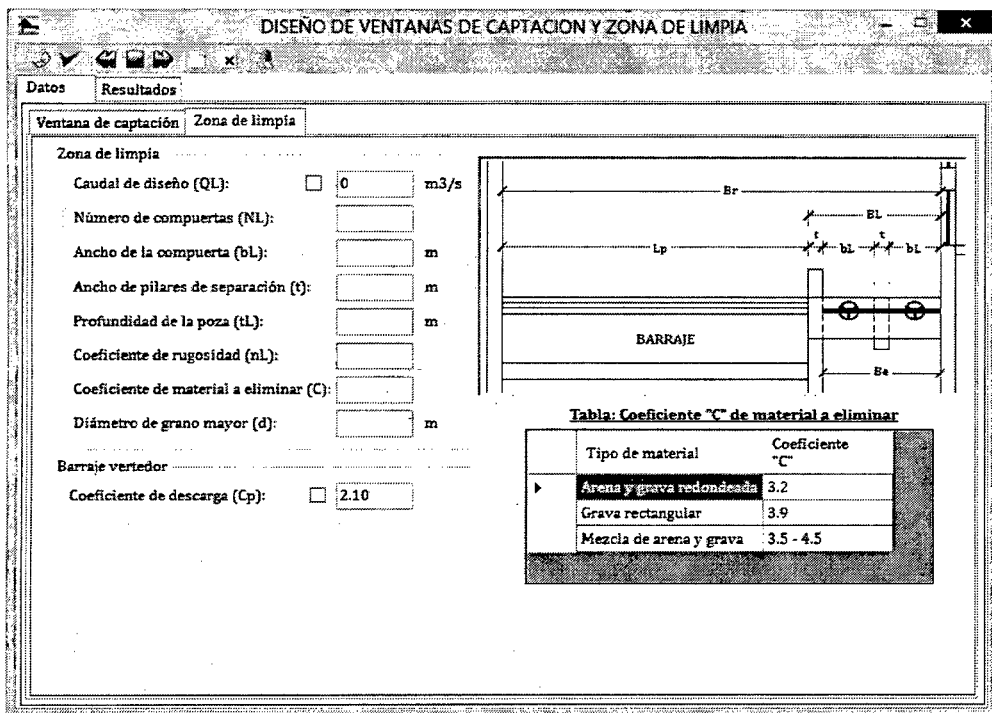 DISEÑO DE VENTANAS DE CAPTACION Y ZONA DE LIMPIA
Datos Resultados
Ventana de captación Zona de limpia
Zona de limpia
Caudal de diseño (QL): 0 m3/s
Número de compuertas (NL):
Ancho de la compuerta (bL): m
Ancho de pilares de separación (t): m
Profundidad de la poza (tL): m
Coeficiente de rugosidad (nL):
Coeficiente de material a eliminar (C):
Diámetro de grano mayor (d): m
Barraje vertedor
Coeficiente de descarga (Cp): 2.10
Br
BL
t t
Lp bL bL
BARRAJE
Be
Tabla: Coeficiente "C" de material a eliminar
Tipo de material Coeficiente "C"
Arena y grava redondeada 3.2
Grava rectangular 3.9
Mezcla de arena y grava 3.5 - 4.5